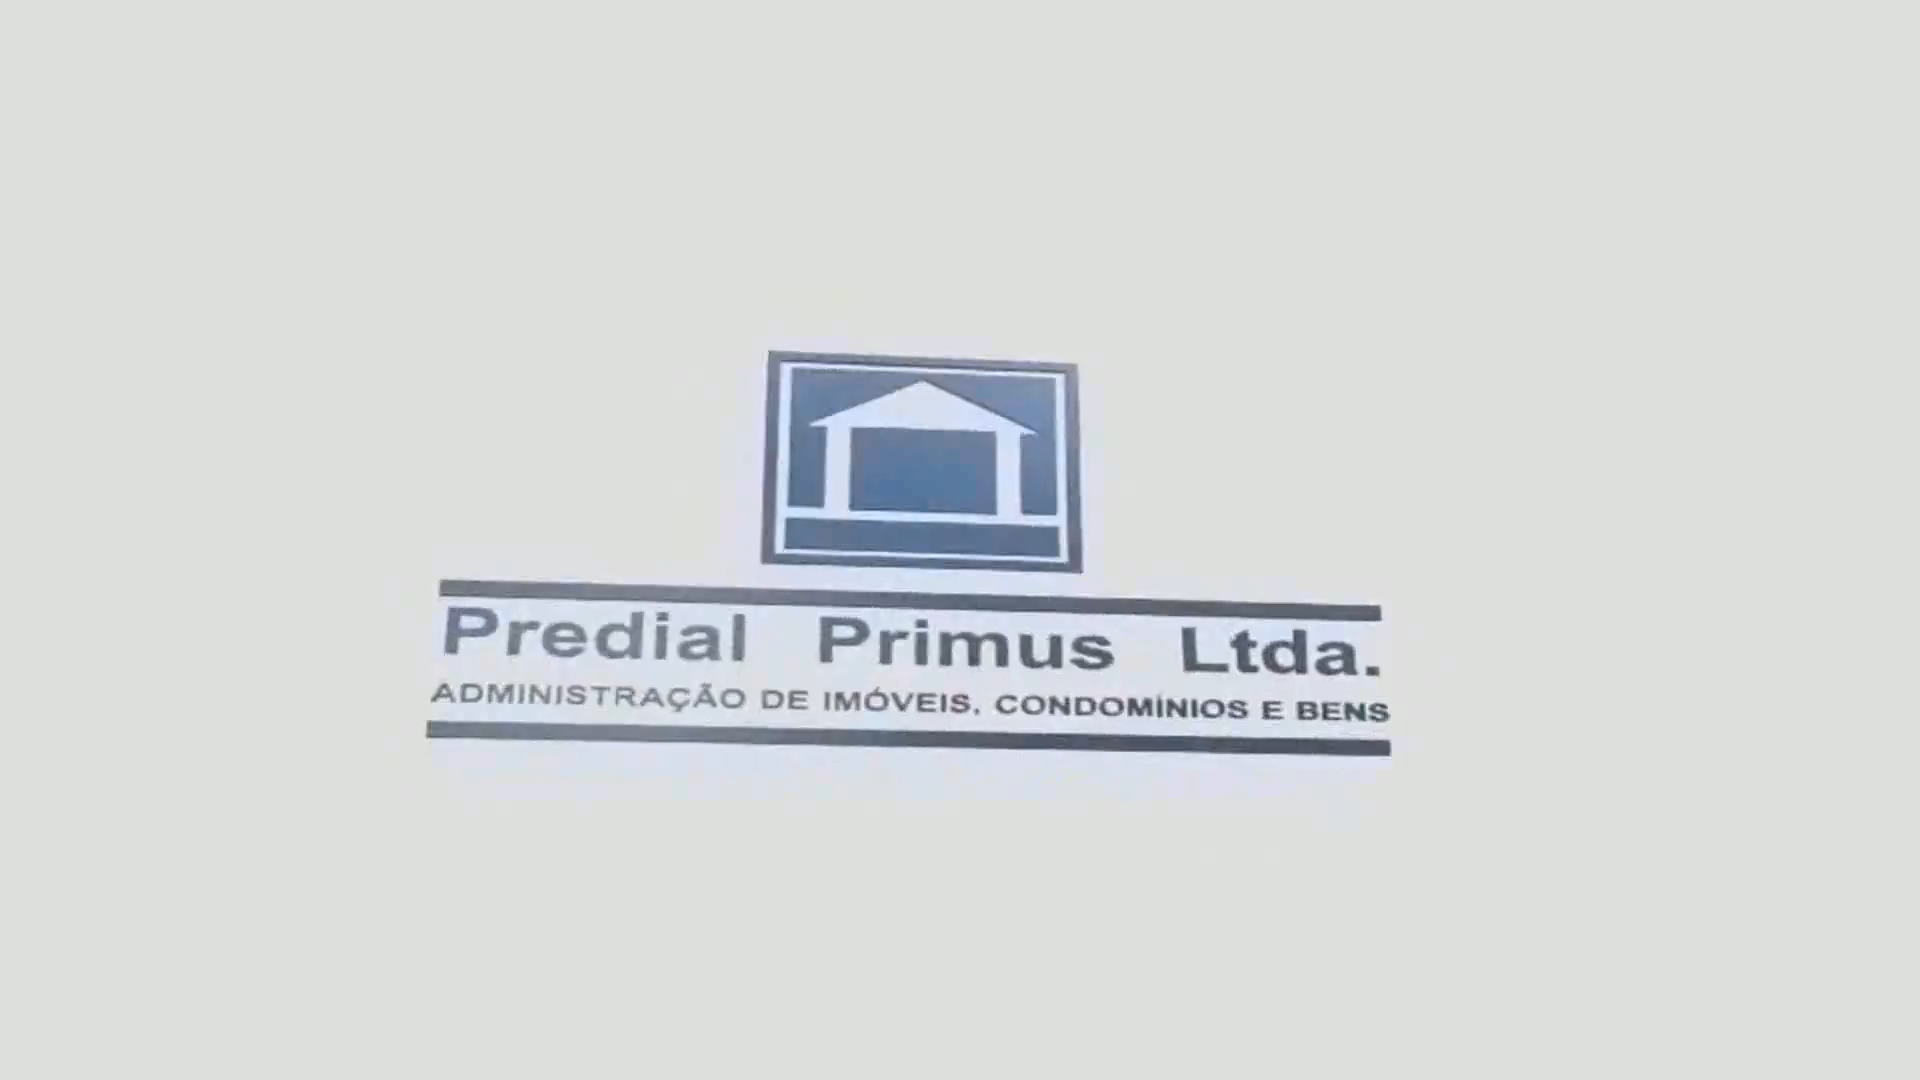 Predial Primus Ltda.
ADMINISTRAÇÃO DE IMÓVEIS, CONDOMÍNIOS E BENS